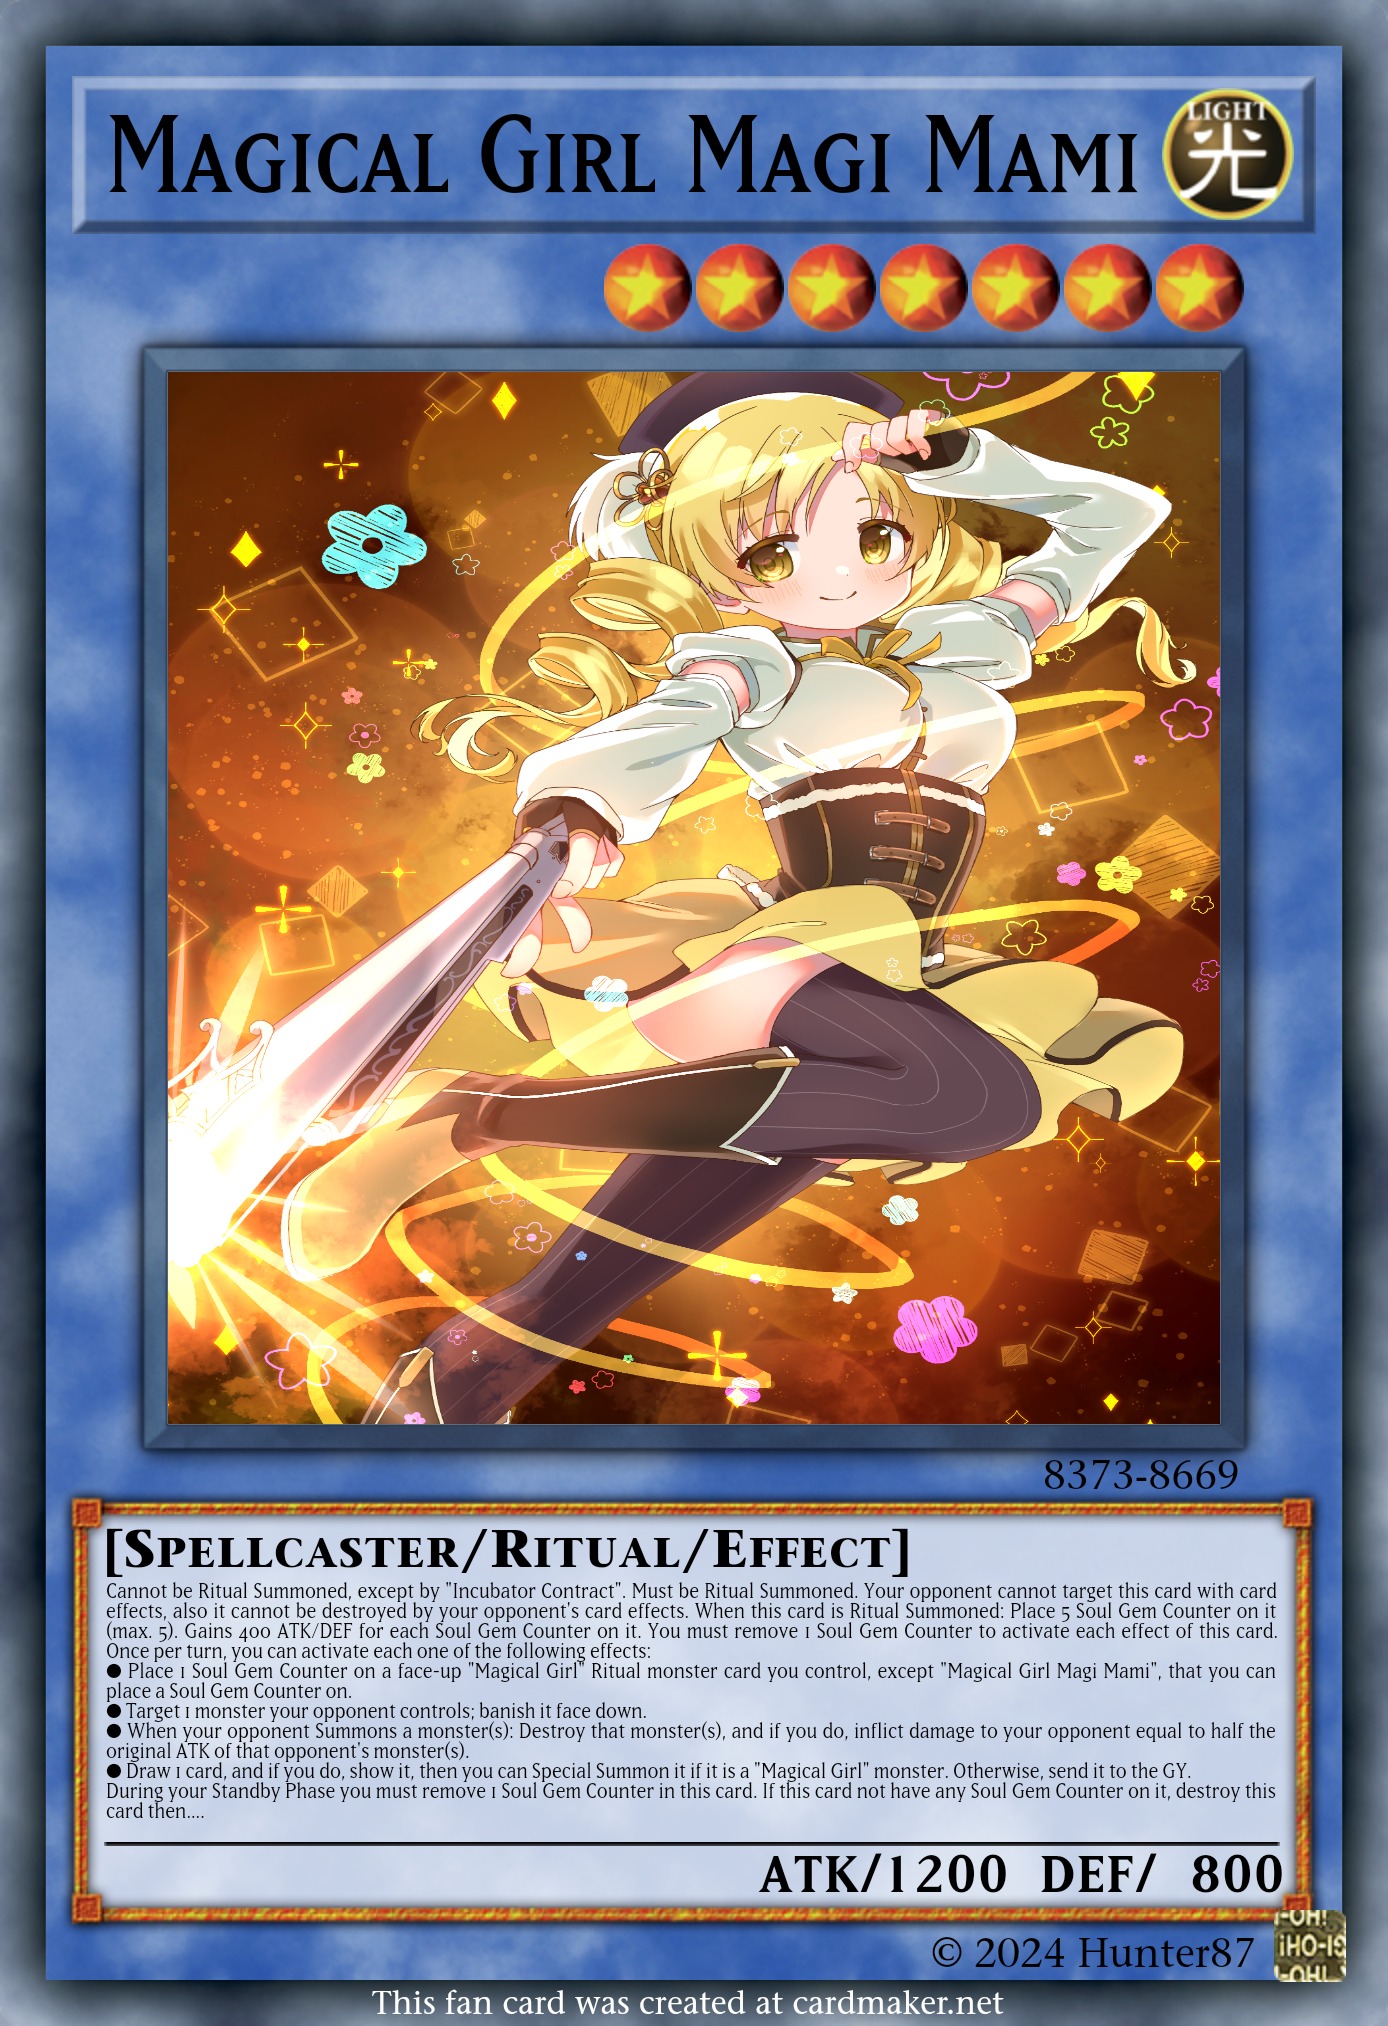 MAGICAL GIRL MAGI MAMI
LIGHT
光
8373-8669
[SPELLCASTER/RITUAL/EFFECT]
Cannot be Ritual Summoned, except by "Incubator Contract". Must be Ritual Summoned. Your opponent cannot target this card with card
effects, also it cannot be destroyed by your opponent's card effects. When this card is Ritual Summoned: Place 5 Soul Gem Counter on it
(max. 5). Gains 400 ATK/DEF for each Soul Gem Counter on it. You must remove 1 Soul Gem Counter to activate each effect of this card.
Once per turn, you can activate each one of the following effects:
● Place 1 Soul Gem Counter on a face-up "Magical Girl" Ritual monster card you control, except "Magical Girl Magi Mami", that you can
place a Soul Gem Counter on.
● Target 1 monster your opponent controls; banish it face down.
● When your opponent Summons a monster(s): Destroy that monster(s), and if you do, inflict damage to your opponent equal to half the
original ATK of that opponent's monster(s).
● Draw 1 card, and if you do, show it, then you can Special Summon it if it is a "Magical Girl" monster. Otherwise, send it to the GY.
During your Standby Phase you must remove 1 Soul Gem Counter in this card. If this card not have any Soul Gem Counter on it, destroy this
card then....
ATK/1200 DEF/ 800
© 2024 Hunter87
This fan card was created at cardmaker.net